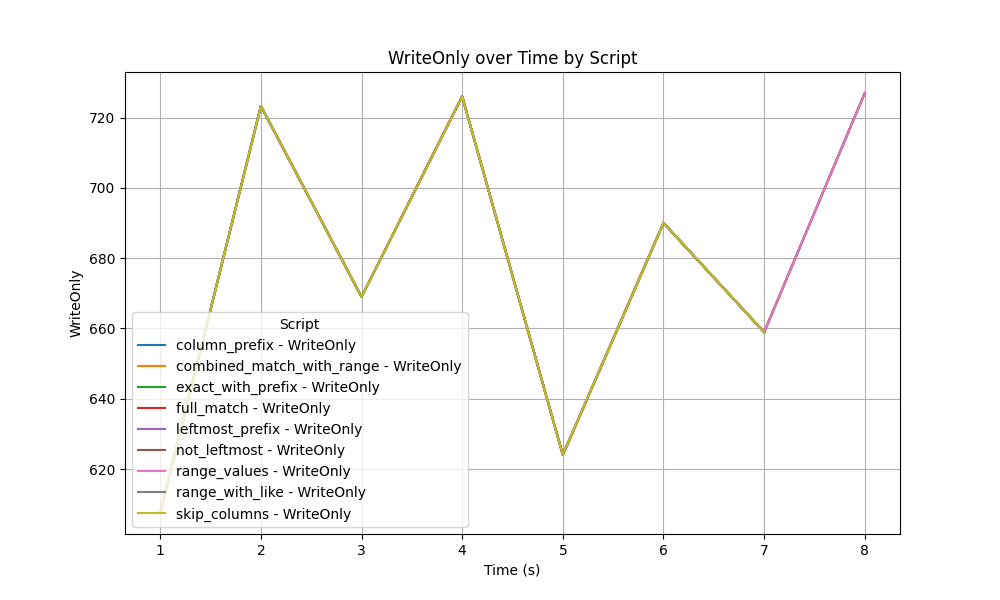 WriteOnly over Time by Script
WriteOnly
720
700
680
660
640
620
Script
column_prefix - WriteOnly
combined_match_with_range - WriteOnly
exact_with_prefix - WriteOnly
full_match - WriteOnly
leftmost_prefix - WriteOnly
not_leftmost - WriteOnly
range_values - WriteOnly
range_with_like - WriteOnly
skip_columns - WriteOnly
1 2 3 4 5 6 7 8
Time (s)